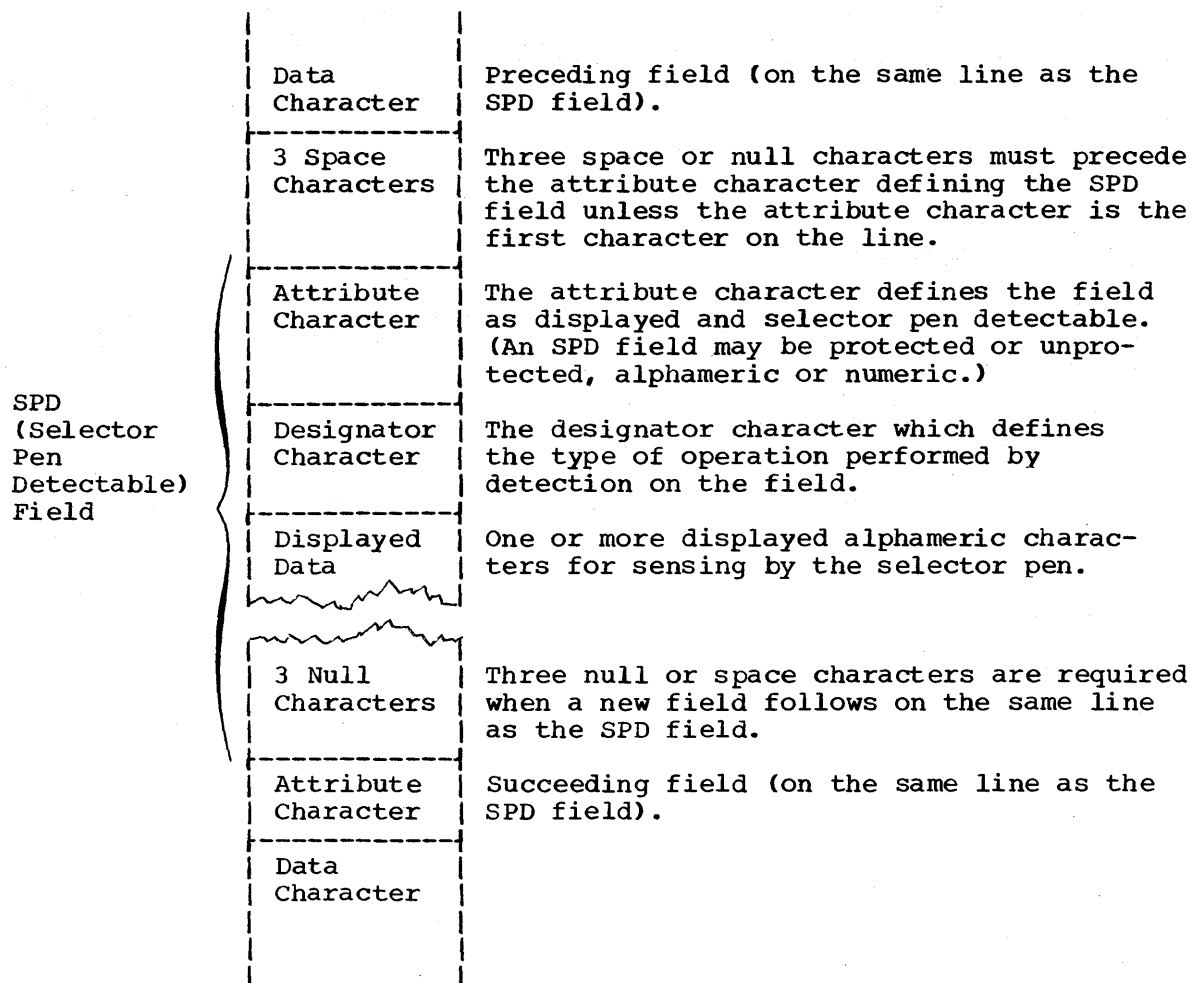 Data
Character
Preceding field (on the same line as the
SPD field).
3 Space
Characters
Three space or null characters must precede
the attribute character defining the SPD
field unless the attribute character is the
first character on the line.
SPD
(Selector
Pen
Detectable)
Field
Attribute
Character
The attribute character defines the field
as displayed and selector pen detectable.
(An SPD field may be protected or unpro-
tected, alphameric or numeric.)
Designator
Character
The designator character which defines
the type of operation performed by
detection on the field.
Displayed
Data
One or more displayed alphameric charac-
ters for sensing by the selector pen.
3 Null
Characters
Three null or space characters are required
when a new field follows on the same line
as the SPD field.
Attribute
Character
Succeeding field (on the same line as the
SPD field).
Data
Character